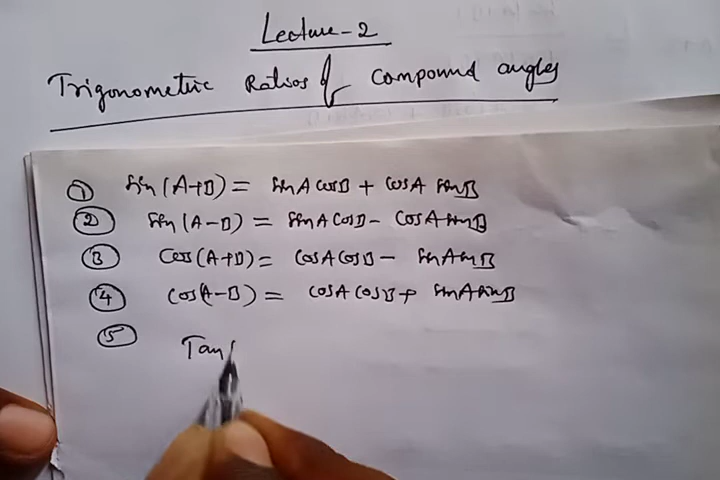 Lecture-2
Trigonometric Ratios of compound angles
① Sin(A+B) = SinA CosB + CosA SinB
② Sin(A-B) = SinA CosB - CosA SinB
③ Cos(A+B) = CosA CosB - SinA SinB
④ Cos(A-B) = CosA CosB + SinA SinB
⑤ Tan(